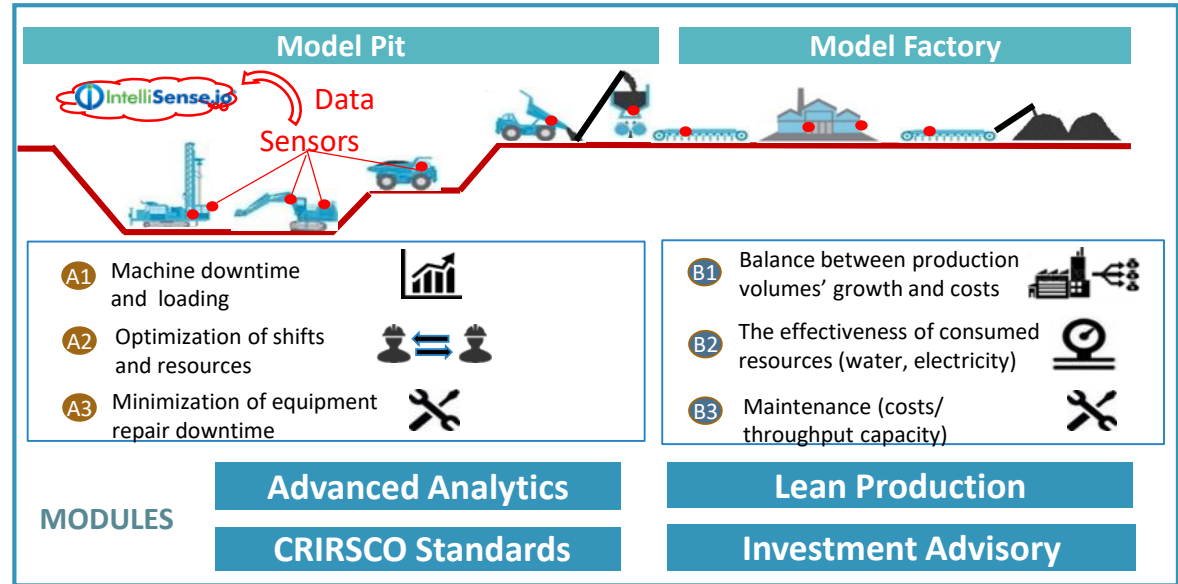 Model Pit
Model Factory
IntelliSense.io
Data
Sensors
A1 Machine downtime
and loading
A2 Optimization of shifts
and resources
A3 Minimization of equipment
repair downtime
B1 Balance between production
volumes’ growth and costs
B2 The effectiveness of consumed
resources (water, electricity)
B3 Maintenance (costs/
throughput capacity)
MODULES
Advanced Analytics
Lean Production
CRIRSCO Standards
Investment Advisory